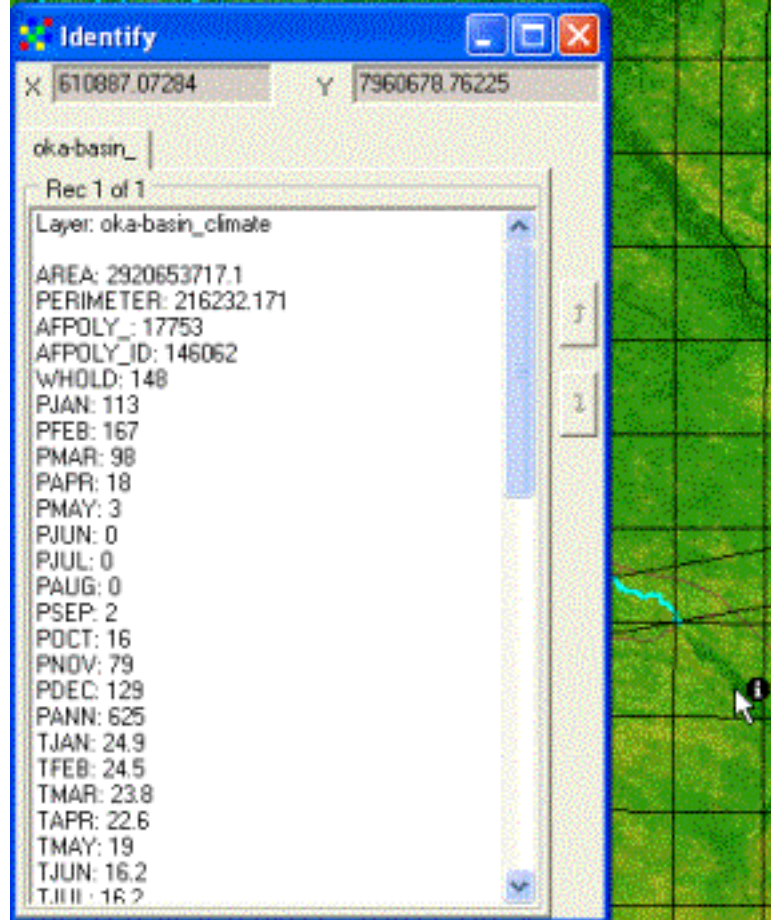 Identify
X 610887.07284 Y 7960678.76225
oka-basin_
Rec 1 of 1
Layer: oka-basin_climate
AREA: 2920653717.1
PERIMETER: 216232.171
AFPOLY_: 17753
AFPOLY_ID: 146062
WHOLD: 148
PJAN: 113
PFEB: 167
PMAR: 98
PAPR: 18
PMAY: 3
PJUN: 0
PJUL: 0
PAUG: 0
PSEP: 2
POCT: 16
PNOV: 79
PDEC: 129
PANN: 625
TJAN: 24.9
TFEB: 24.5
TMAR: 23.8
TAPR: 22.6
TMAY: 19
TJUN: 16.2
TJUL: 16.2